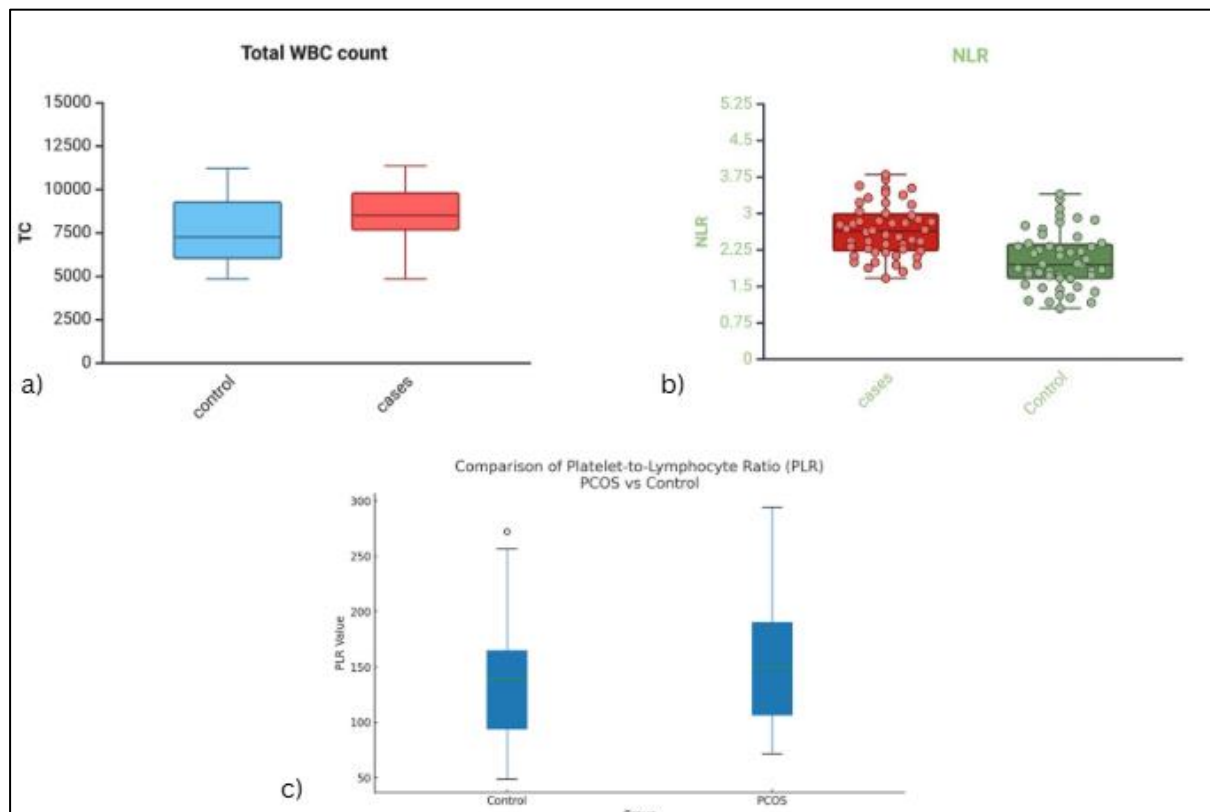 Total WBC count
15000
12500
10000
7500
5000
2500
0
TC
control
cases
a)
NLR
5.25
4.5
3.75
3
2.25
1.5
0.75
0
NLR
cases
Control
b)
Comparison of Platelet-to-Lymphocyte Ratio (PLR)
PCOS vs Control
300
250
200
150
100
50
PLR Value
Control
PCOS
c)